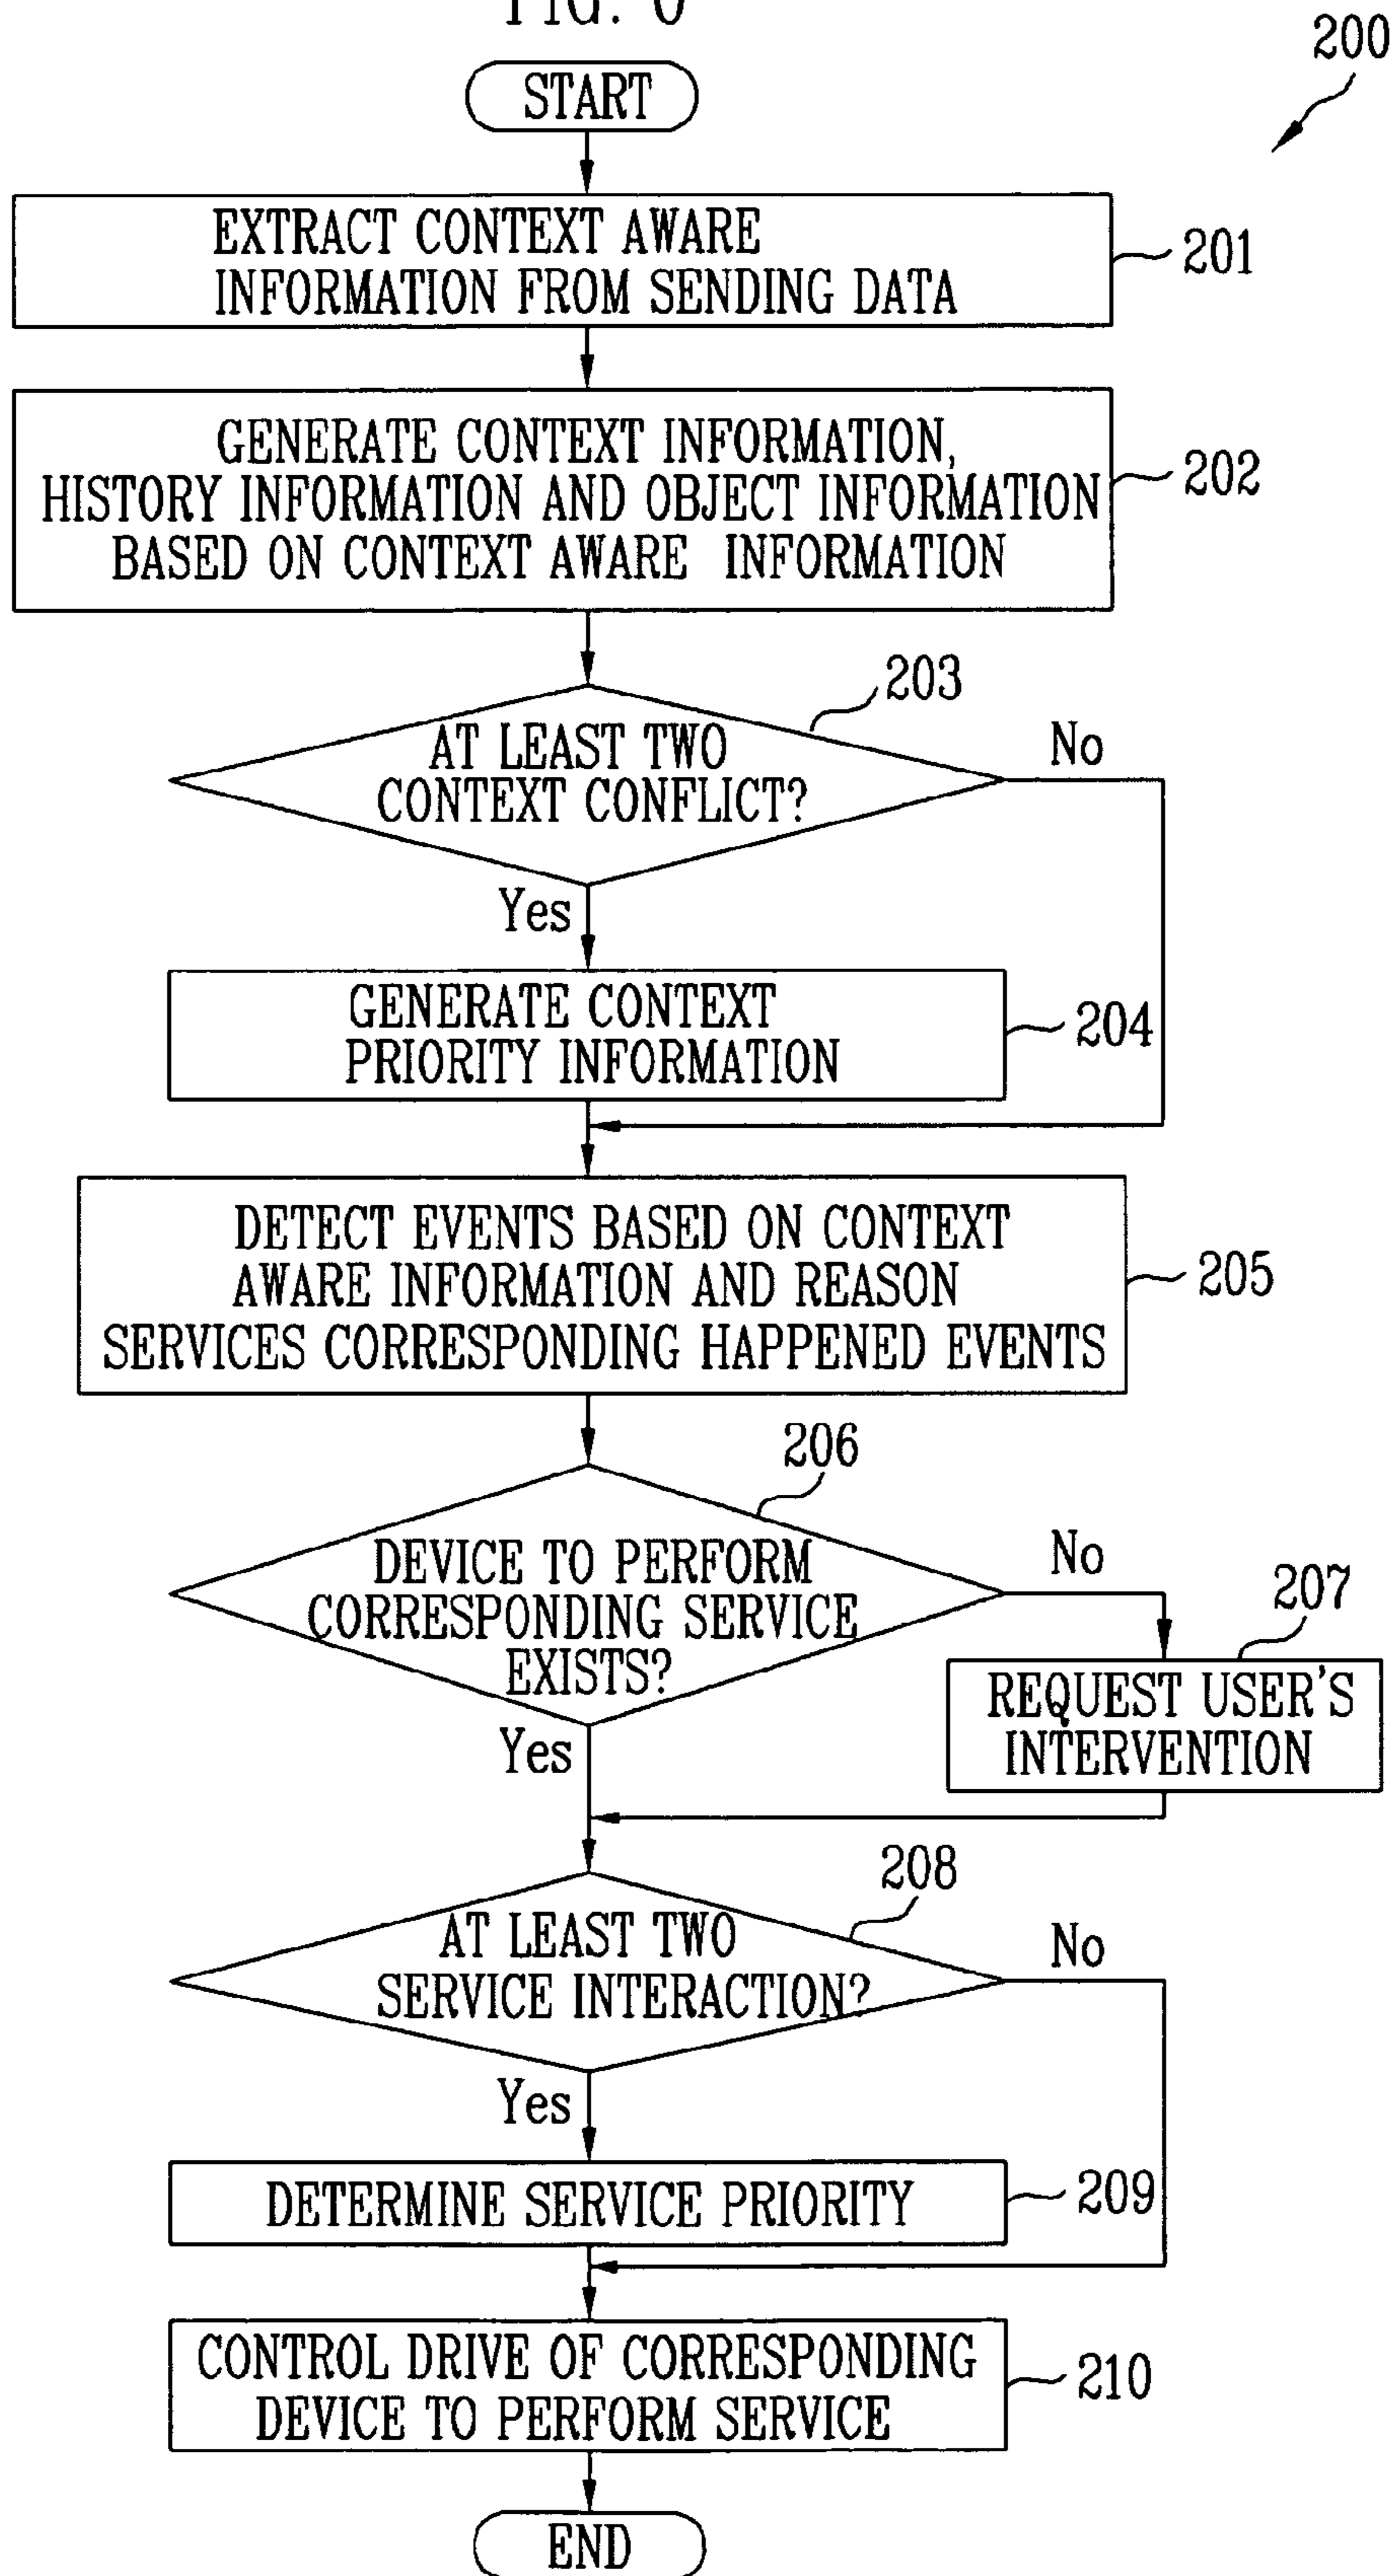 200
START
EXTRACT CONTEXT AWARE
INFORMATION FROM SENDING DATA
201
GENERATE CONTEXT INFORMATION,
HISTORY INFORMATION AND OBJECT INFORMATION
BASED ON CONTEXT AWARE INFORMATION
202
203
AT LEAST TWO
CONTEXT CONFLICT?
No
Yes
GENERATE CONTEXT
PRIORITY INFORMATION
204
DETECT EVENTS BASED ON CONTEXT
AWARE INFORMATION AND REASON
SERVICES CORRESPONDING HAPPENED EVENTS
205
206
DEVICE TO PERFORM
CORRESPONDING SERVICE
EXISTS?
No
207
REQUEST USER'S
INTERVENTION
Yes
208
AT LEAST TWO
SERVICE INTERACTION?
No
Yes
DETERMINE SERVICE PRIORITY
209
CONTROL DRIVE OF CORRESPONDING
DEVICE TO PERFORM SERVICE
210
END